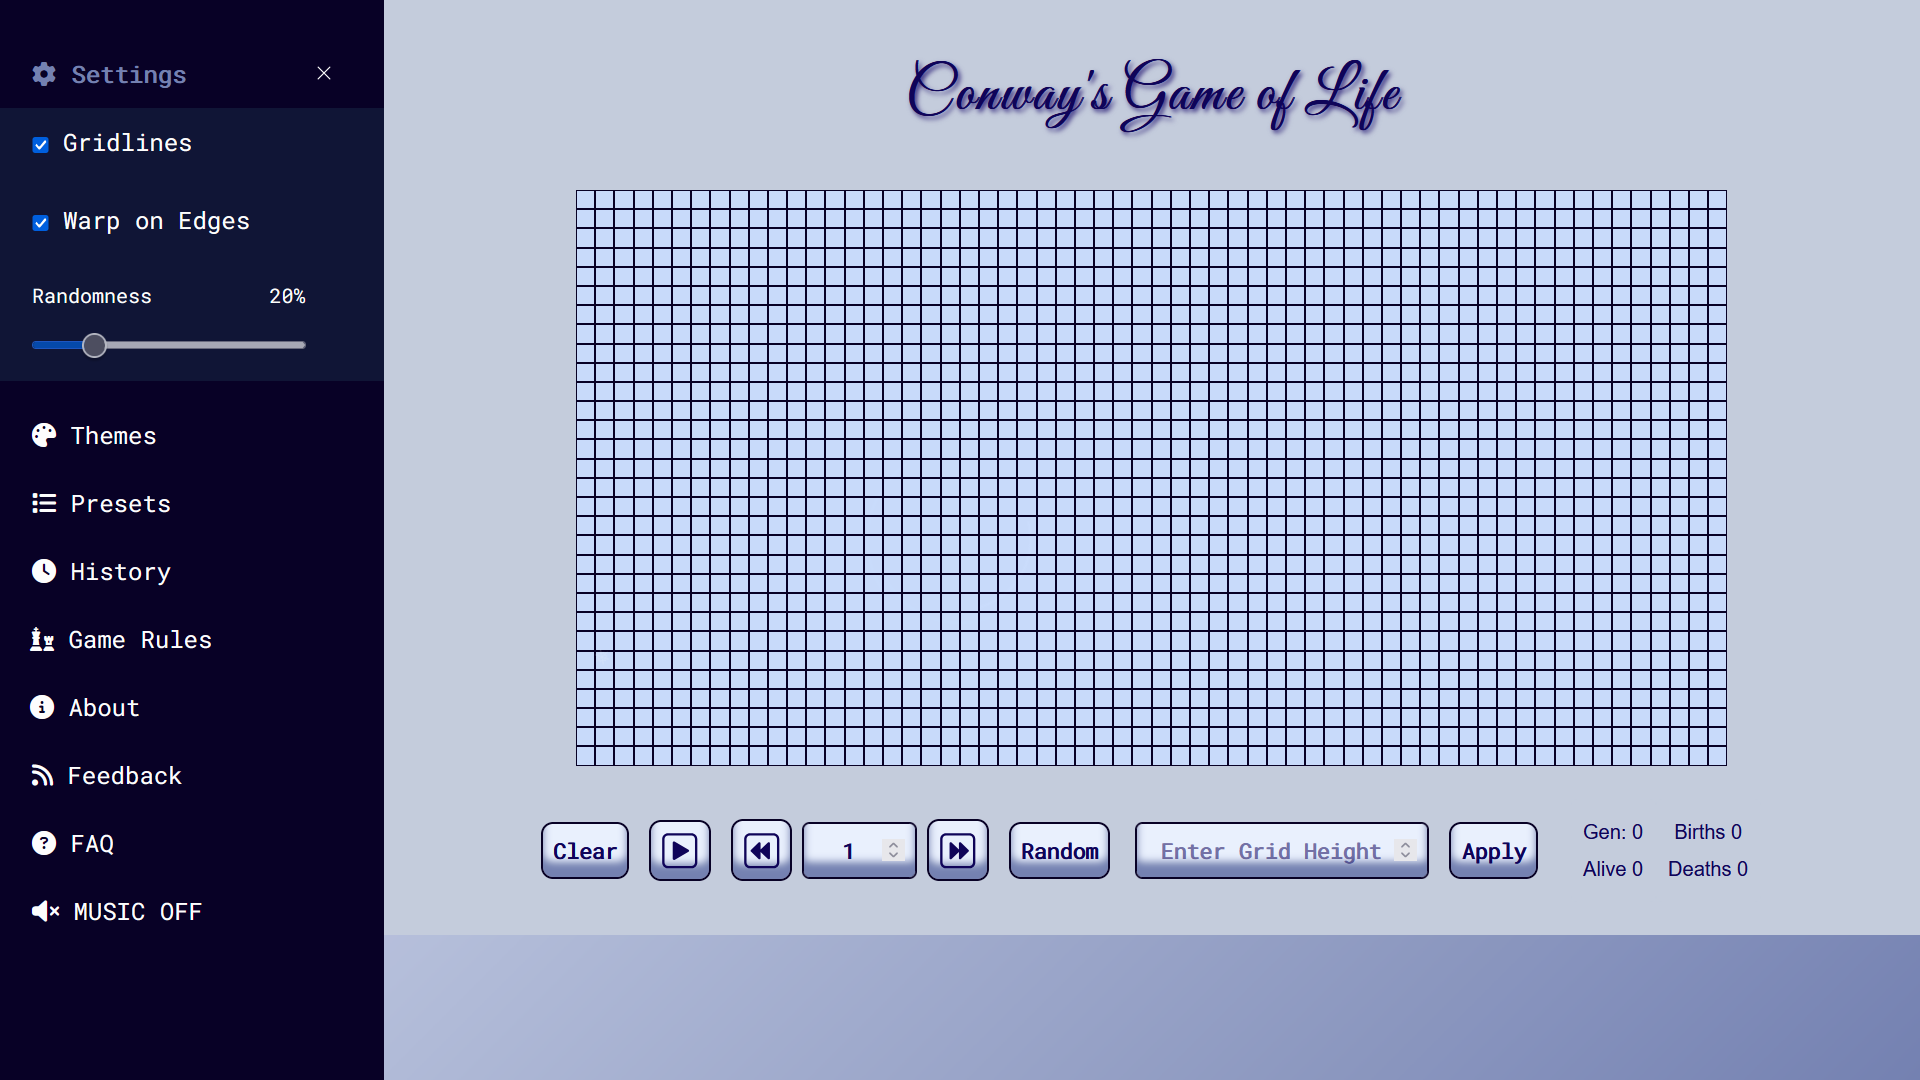 Settings
Gridlines
Warp on Edges
Randomness 20%
Themes
Presets
History
Game Rules
About
Feedback
FAQ
MUSIC OFF
Conway's Game of Life
Clear 1 Random Enter Grid Height Apply
Gen: 0 Births 0
Alive 0 Deaths 0